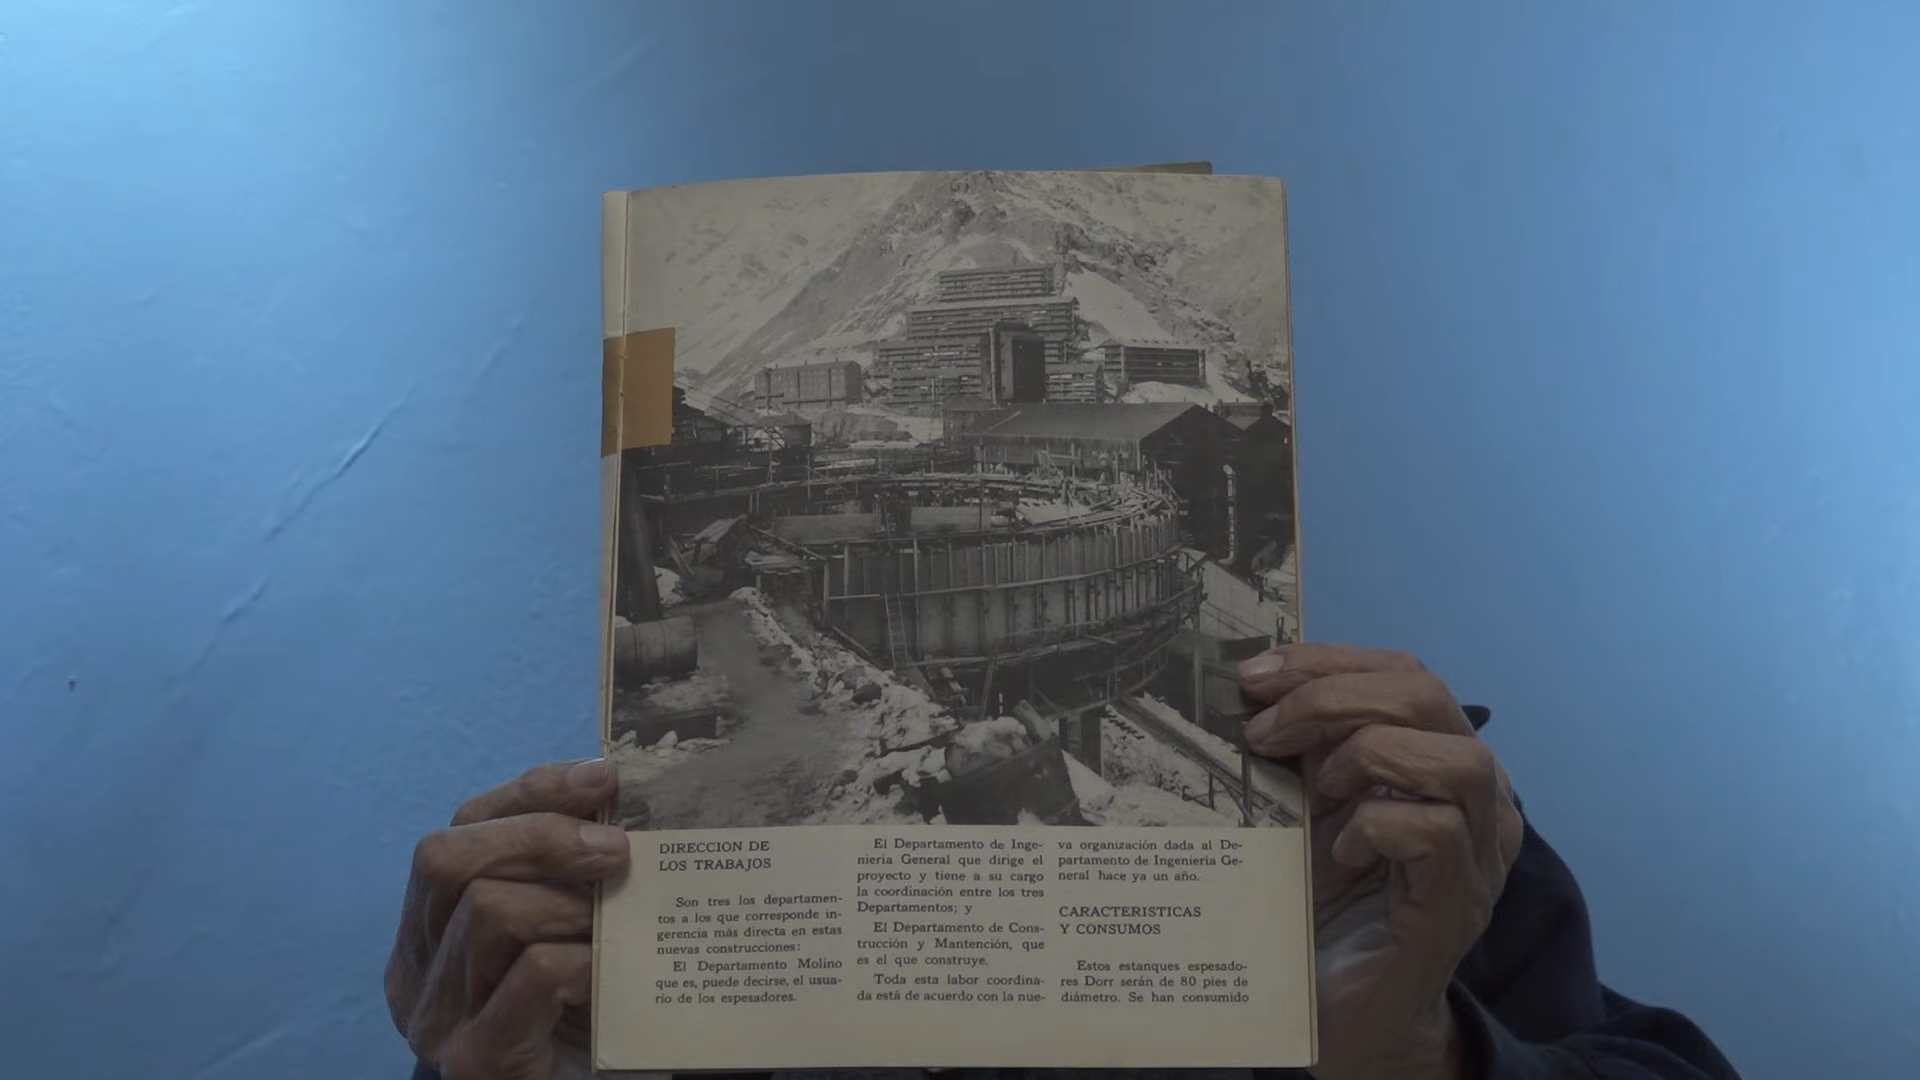 DIRECCION DE
LOS TRABAJOS
Son tres los departamen-
tos a los que corresponde in-
gerencia más directa en estas
nuevas construcciones:
El Departamento Molino
que es, puede decirse, el usua-
rio de los espesadores.
El Departamento de Inge-
niería General que dirige el
proyecto y tiene a su cargo
la coordinación entre los tres
Departamentos; y
El Departamento de Cons-
trucción y Mantención, que
es el que construye.
Toda esta labor coordina-
da está de acuerdo con la nue-
va organización dada al De-
partamento de Ingeniería Ge-
neral hace ya un año.
CARACTERISTICAS
Y CONSUMOS
Estos estanques espesado-
res Dorr serán de 80 pies de
diámetro. Se han consumido